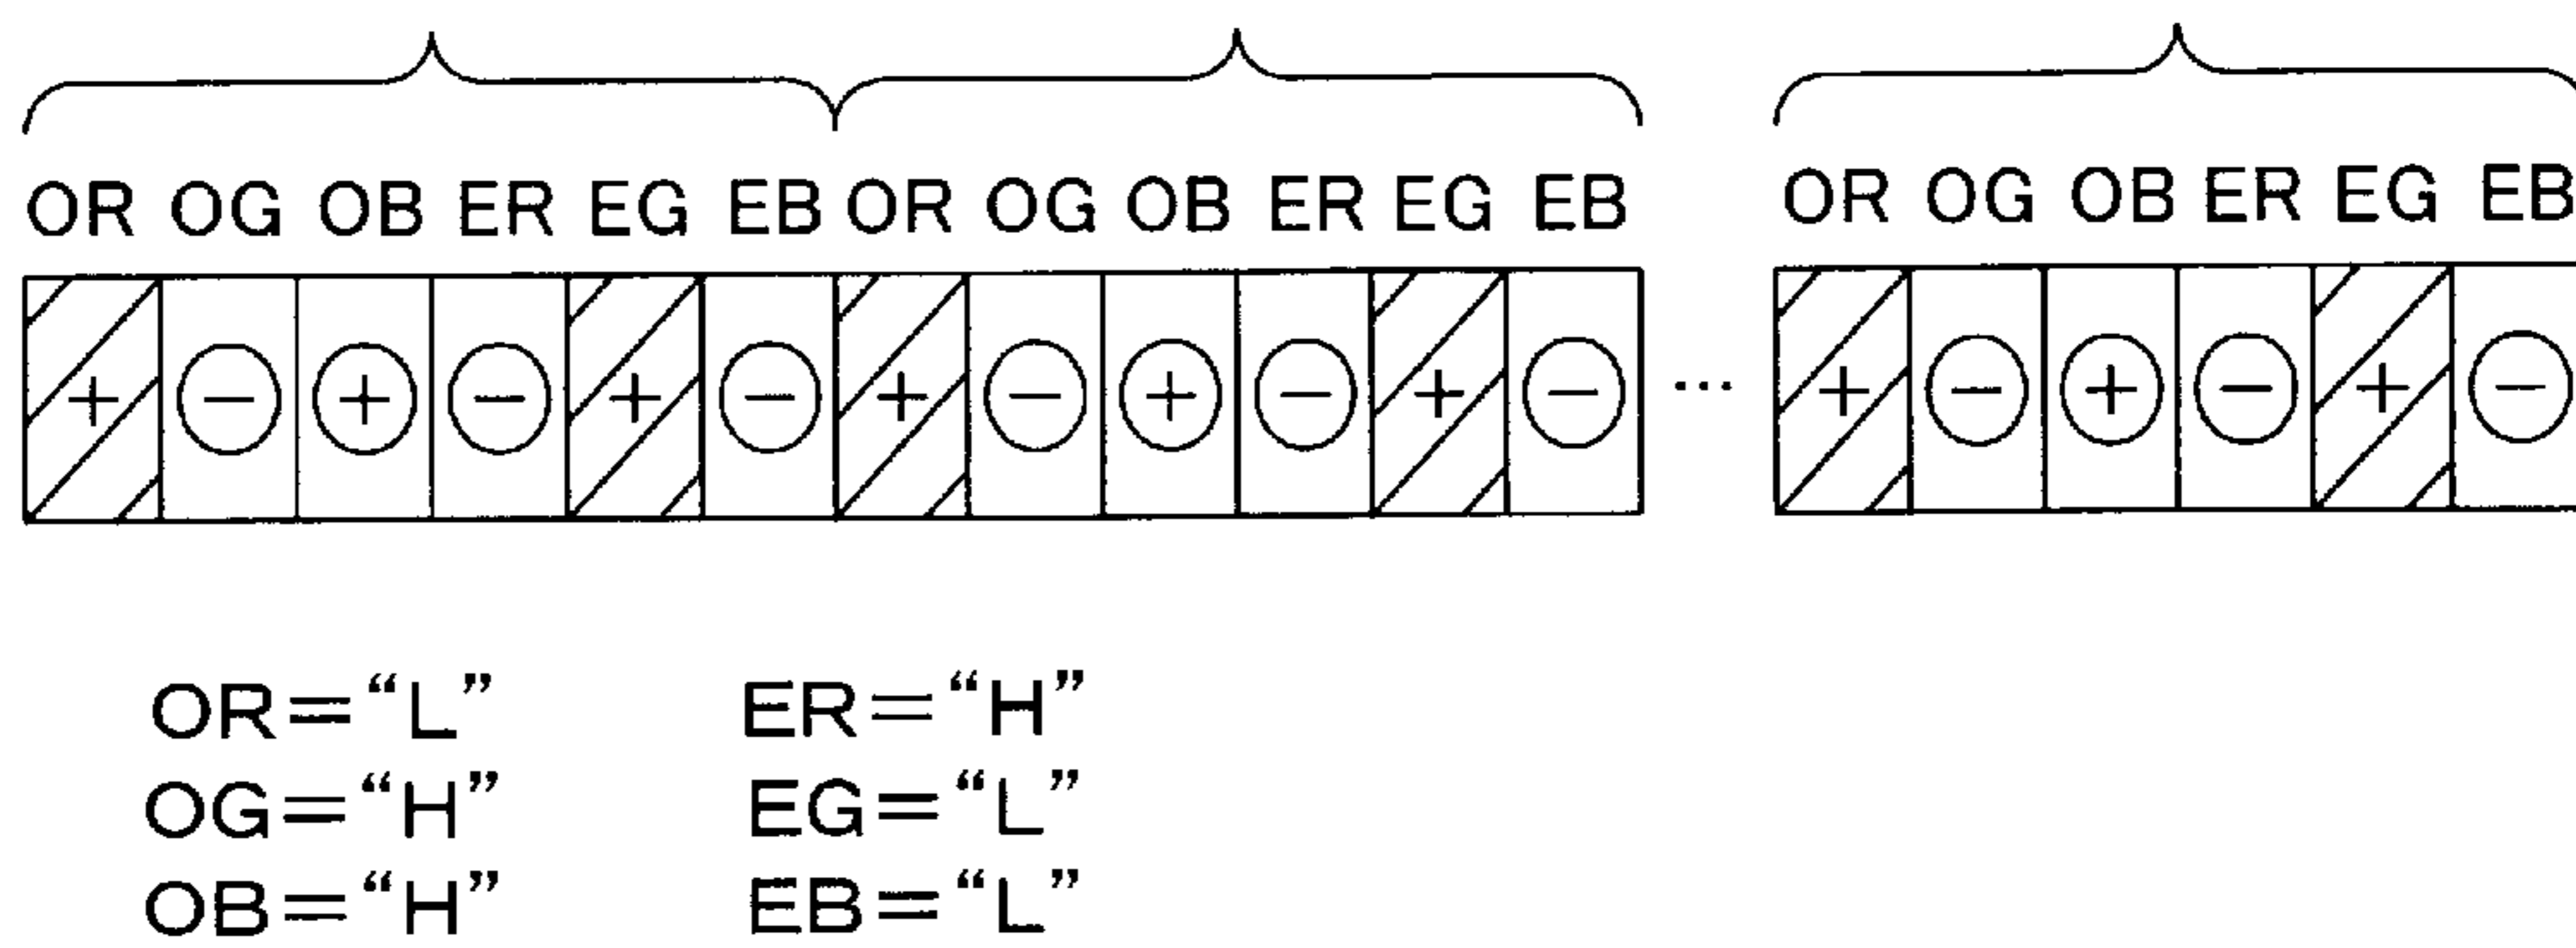 OR OG OB ER EG EB OR OG OB ER EG EB OR OG OB ER EG EB
+ − + − + − + − + − + − ... + − + − + −
OR=“L” ER=“H”
OG=“H” EG=“L”
OB=“H” EB=“L”